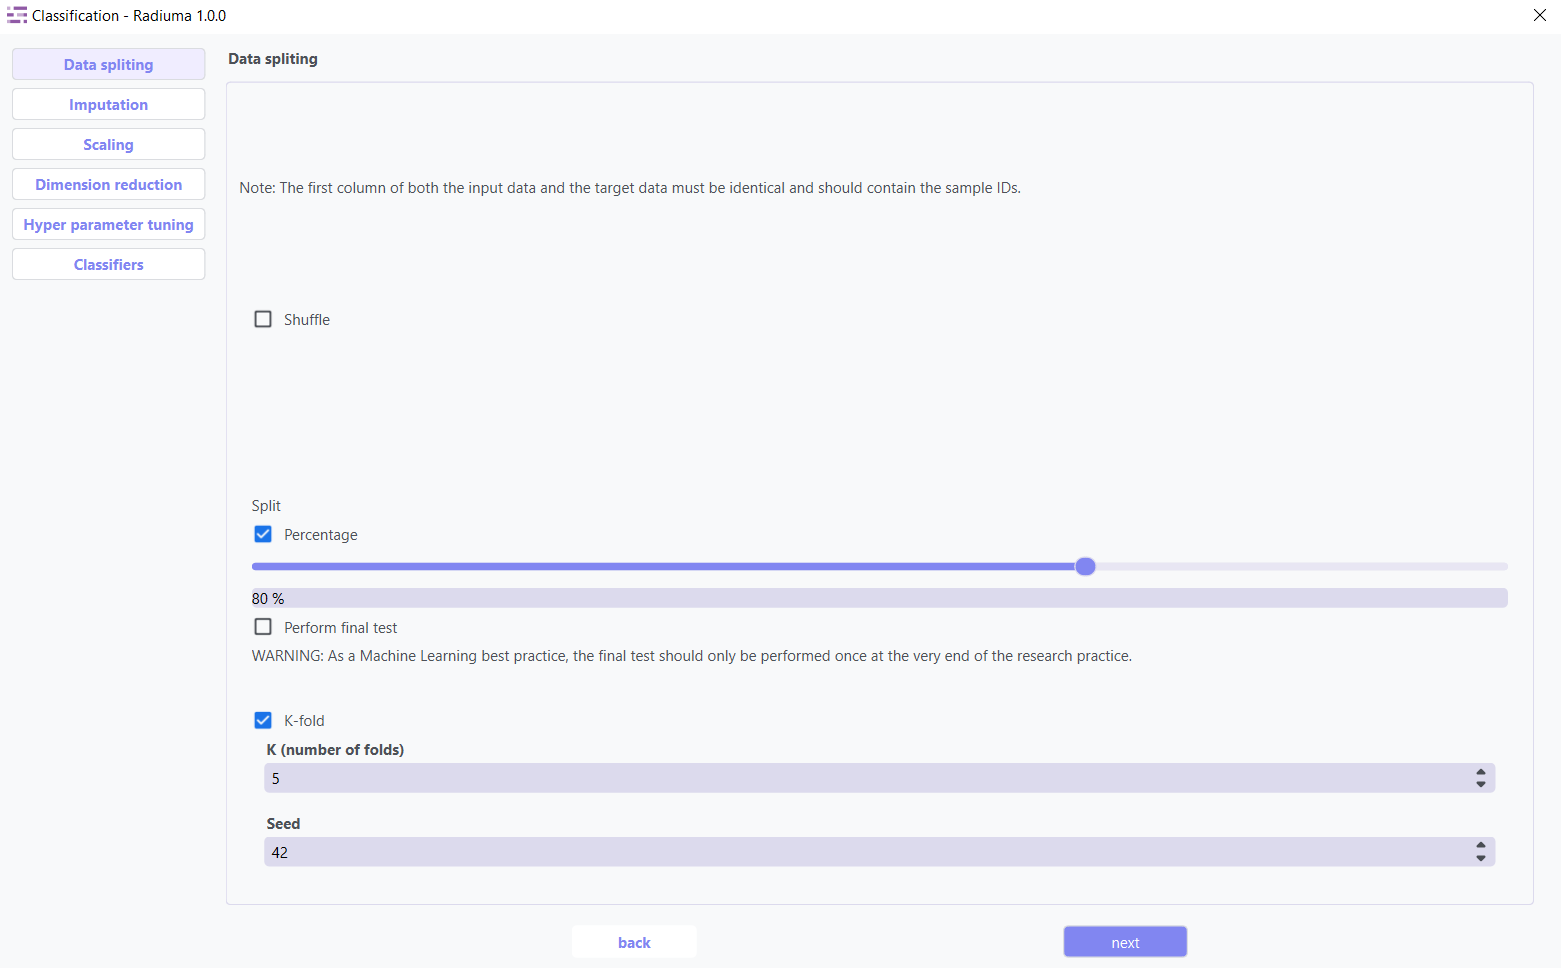 Classification - Radiuma 1.0.0
Data spliting
Imputation
Scaling
Dimension reduction
Hyper parameter tuning
Classifiers
Data spliting
Note: The first column of both the input data and the target data must be identical and should contain the sample IDs.
Shuffle
Split
Percentage
80 %
Perform final test
WARNING: As a Machine Learning best practice, the final test should only be performed once at the very end of the research practice.
K-fold
K (number of folds)
5
Seed
42
back
next